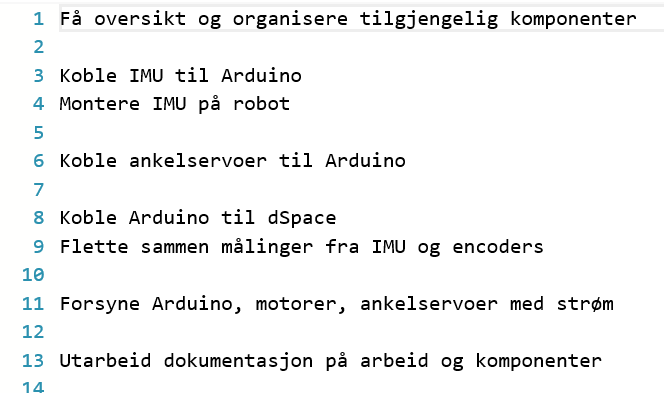 1 Få oversikt og organisere tilgjengelig komponenter
2
3 Koble IMU til Arduino
4 Montere IMU på robot
5
6 Koble ankelservoer til Arduino
7
8 Koble Arduino til dSpace
9 Flette sammen målinger fra IMU og encoders
10
11 Forsyne Arduino, motorer, ankelservoer med strøm
12
13 Utarbeid dokumentasjon på arbeid og komponenter
14